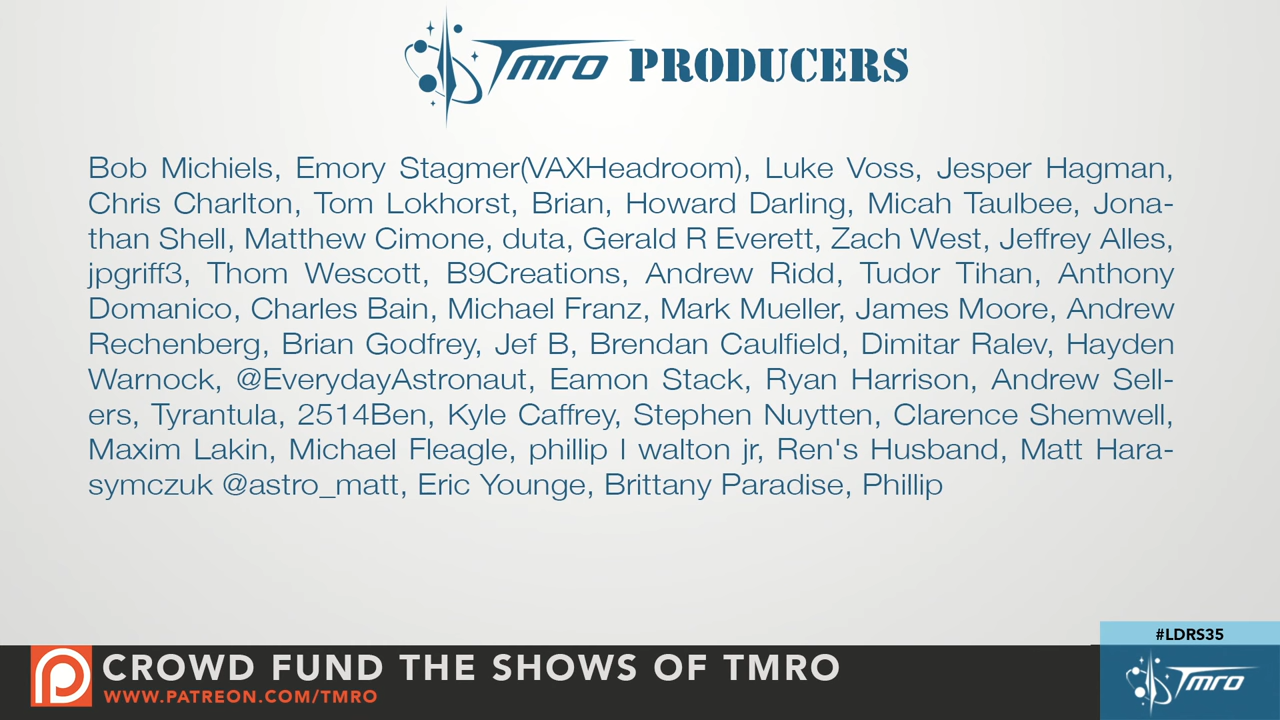 TMRO PRODUCERS
Bob Michiels, Emory Stagmer(VAXHeadroom), Luke Voss, Jesper Hagman,
Chris Charlton, Tom Lokhorst, Brian, Howard Darling, Micah Taulbee, Jona-
than Shell, Matthew Cimone, duta, Gerald R Everett, Zach West, Jeffrey Alles,
jpgriff3, Thom Wescott, B9Creations, Andrew Ridd, Tudor Tihan, Anthony
Domanico, Charles Bain, Michael Franz, Mark Mueller, James Moore, Andrew
Rechenberg, Brian Godfrey, Jef B, Brendan Caulfield, Dimitar Ralev, Hayden
Warnock, @EverydayAstronaut, Eamon Stack, Ryan Harrison, Andrew Sell-
ers, Tyrantula, 2514Ben, Kyle Caffrey, Stephen Nuytten, Clarence Shemwell,
Maxim Lakin, Michael Fleagle, phillip l walton jr, Ren's Husband, Matt Hara-
symczuk @astro_matt, Eric Younge, Brittany Paradise, Phillip
#LDRS35
CROWD FUND THE SHOWS OF TMRO
WWW.PATREON.COM/TMRO
TMRO